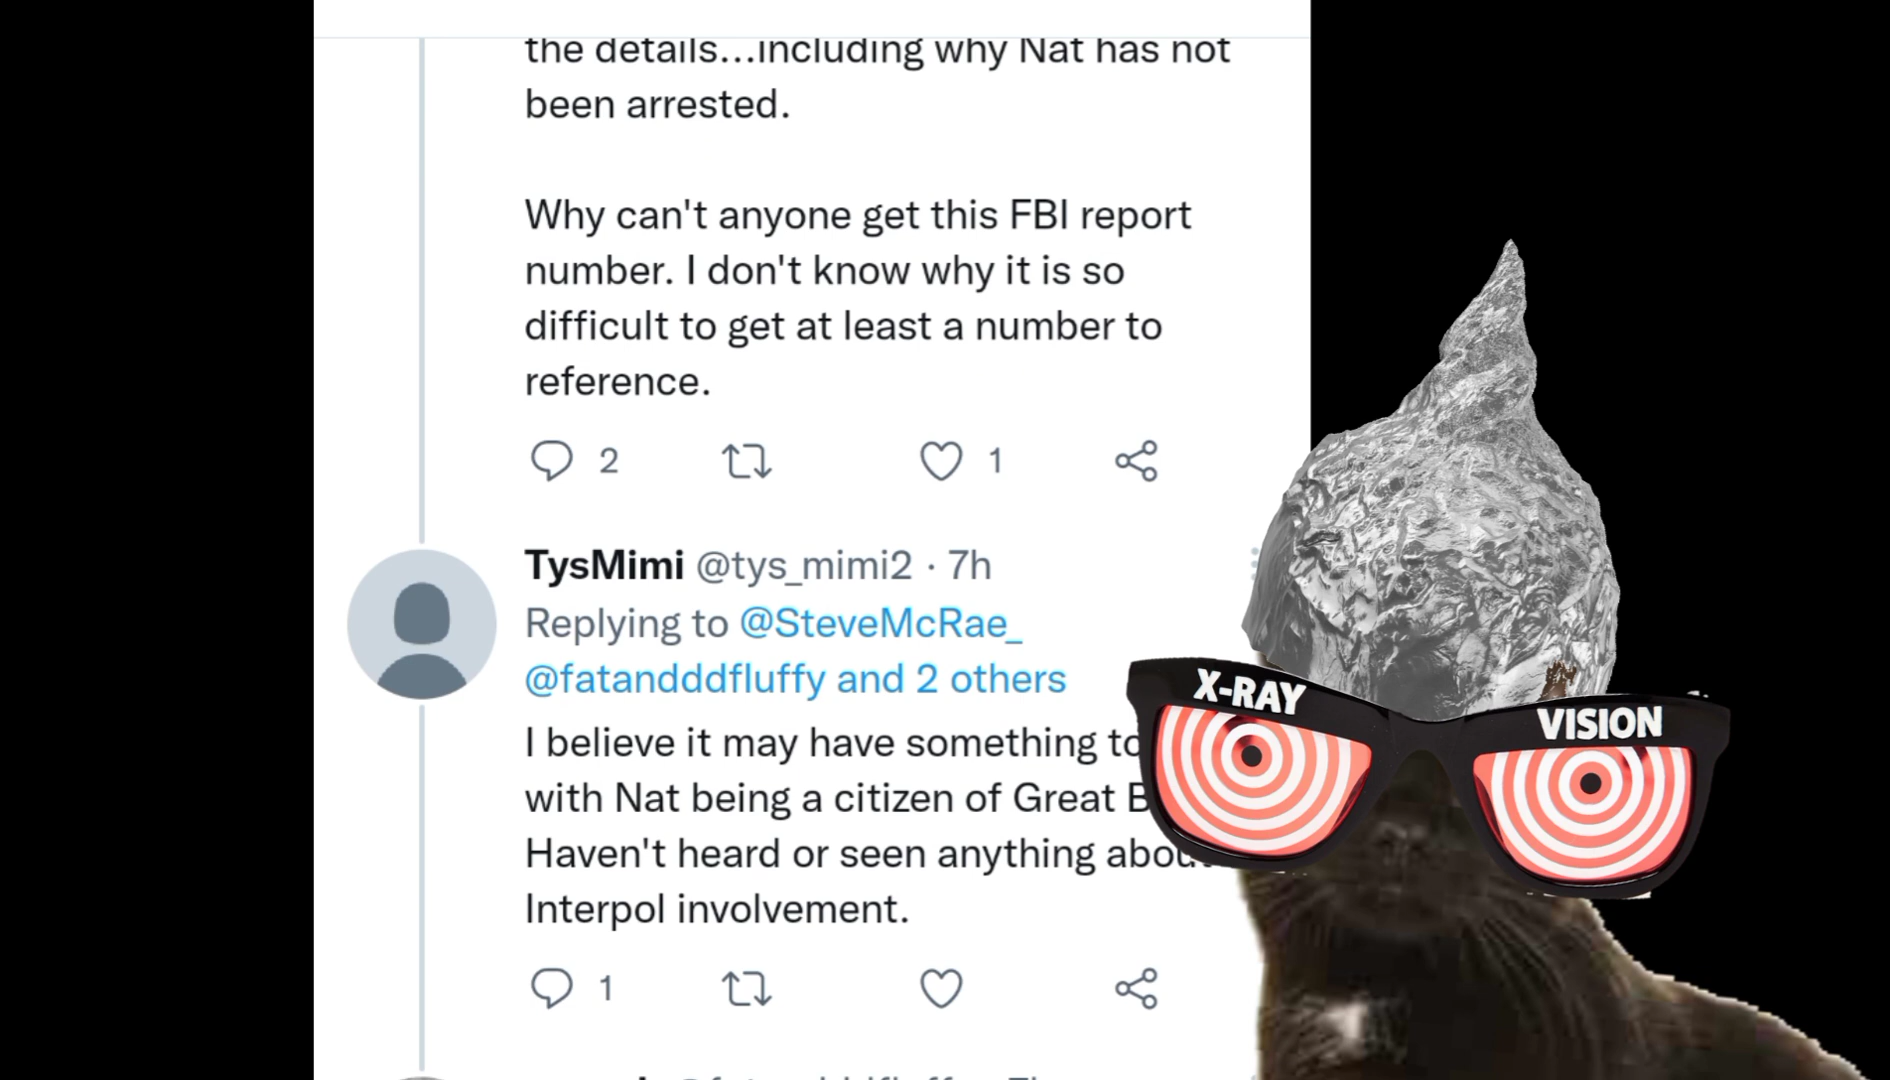 the details...including why Nat has not
been arrested.
Why can't anyone get this FBI report
number. I don't know why it is so
difficult to get at least a number to
reference.
2 1
TysMimi @tys_mimi2 · 7h
Replying to @SteveMcRae_
@fatandddfluffy and 2 others
I believe it may have something to
with Nat being a citizen of Great B
Haven't heard or seen anything about
Interpol involvement.
1
X-RAY VISION